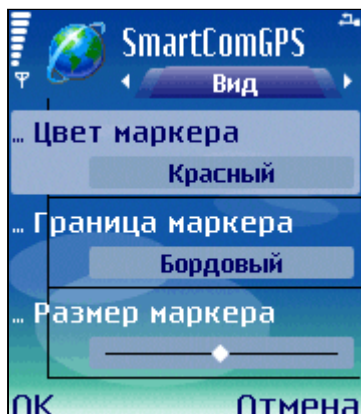 SmartComGPS
Вид
... Цвет маркера
Красный
... Граница маркера
Бордовый
... Размер маркера
OK Отмена